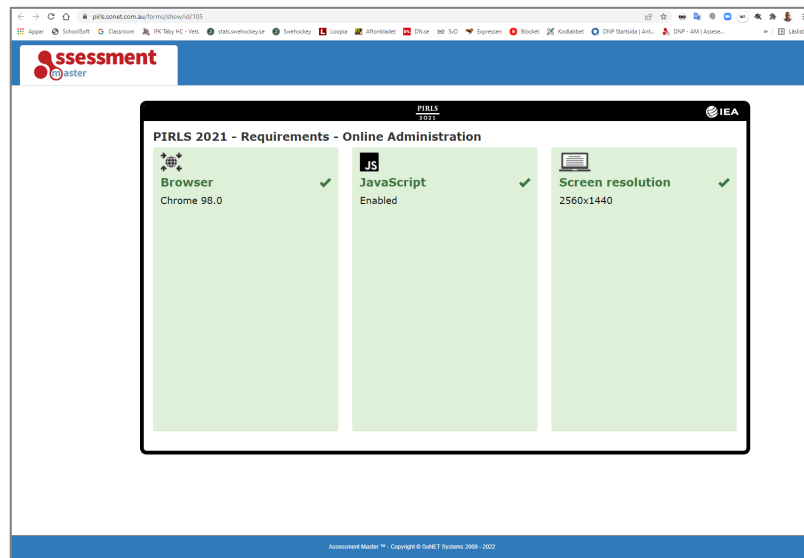 pirls.sonet.com.au/forms/show/id/105
Appar SchoolSoft Classroom IFK Täby HC - Vets stats.swehockey.se Swehockey Loopia Aftonbladet DN.se SvD Expressen Blocket Kodlabbet DNP Startsida | Ant... DNP - AM | Assese... »
ssessment
master
PIRLS
2021
IEA
PIRLS 2021 - Requirements - Online Administration
JS
Browser JavaScript Screen resolution
Chrome 98.0 Enabled 2560x1440
Assessment Master ™ - Copyright © SoNET Systems 2009 - 2022